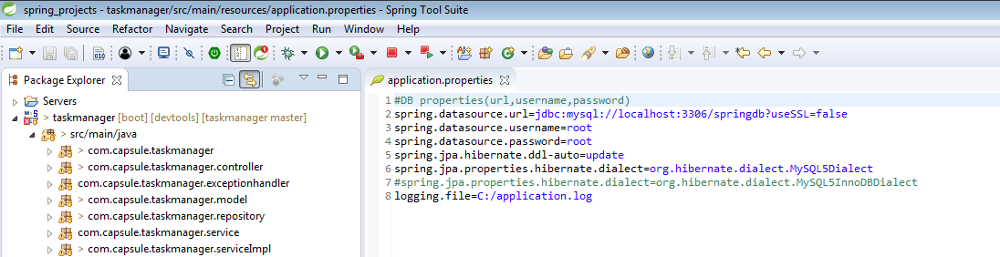 spring_projects - taskmanager/src/main/resources/application.properties - Spring Tool Suite
File Edit Source Refactor Navigate Search Project Run Window Help
Package Explorer
Servers
> taskmanager [boot] [devtools] [taskmanager master]
> src/main/java
> com.capsule.taskmanager
> com.capsule.taskmanager.controller
com.capsule.taskmanager.exceptionhandler
> com.capsule.taskmanager.model
> com.capsule.taskmanager.repository
com.capsule.taskmanager.service
> com.capsule.taskmanager.serviceImpl
application.properties
1 #DB properties(url,username,password)
2 spring.datasource.url=jdbc:mysql://localhost:3306/springdb?useSSL=false
3 spring.datasource.username=root
4 spring.datasource.password=root
5 spring.jpa.hibernate.ddl-auto=update
6 spring.jpa.properties.hibernate.dialect=org.hibernate.dialect.MySQL5Dialect
7 #spring.jpa.properties.hibernate.dialect=org.hibernate.dialect.MySQL5InnoDBDialect
8 logging.file=C:/application.log